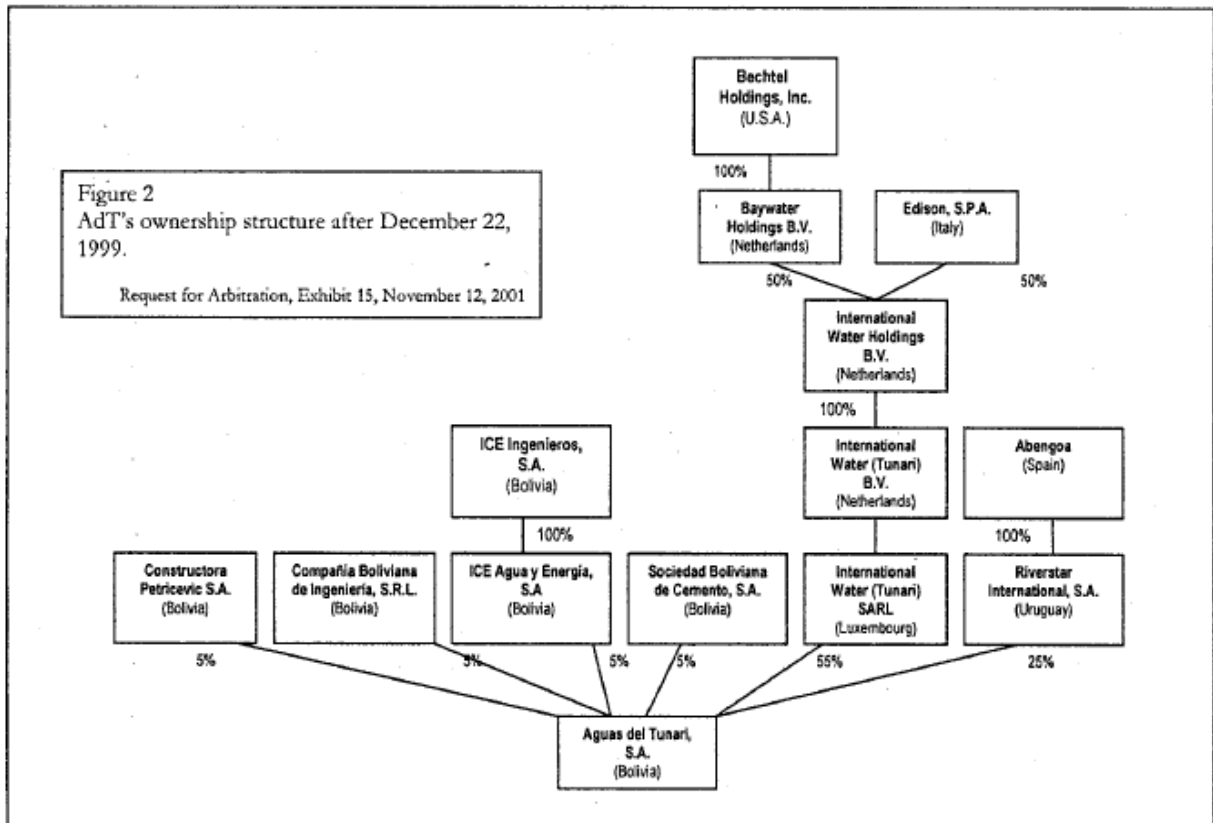 Bechtel
Holdings, Inc.
(U.S.A.)
100%
Figure 2
AdT's ownership structure after December 22,
1999.
Request for Arbitration, Exhibit 15, November 12, 2001
Baywater
Holdings B.V.
(Netherlands)
Edison, S.P.A.
(Italy)
50%
50%
International
Water Holdings
B.V.
(Netherlands)
100%
ICE Ingenieros,
S.A.
(Bolivia)
International
Water (Tunari)
B.V.
(Netherlands)
Abengoa
(Spain)
100%
100%
Constructora
Petricevic S.A.
(Bolivia)
Compañia Boliviana
de Ingeniería, S.R.L.
(Bolivia)
ICE Agua y Energía,
S.A
(Bolivia)
Sociedad Boliviana
de Cemento, S.A.
(Bolivia)
International
Water (Tunari)
SARL
(Luxembourg)
Riverstar
International, S.A.
(Uruguay)
5%
5%
5%
5%
55%
25%
Aguas del Tunari,
S.A.
(Bolivia)